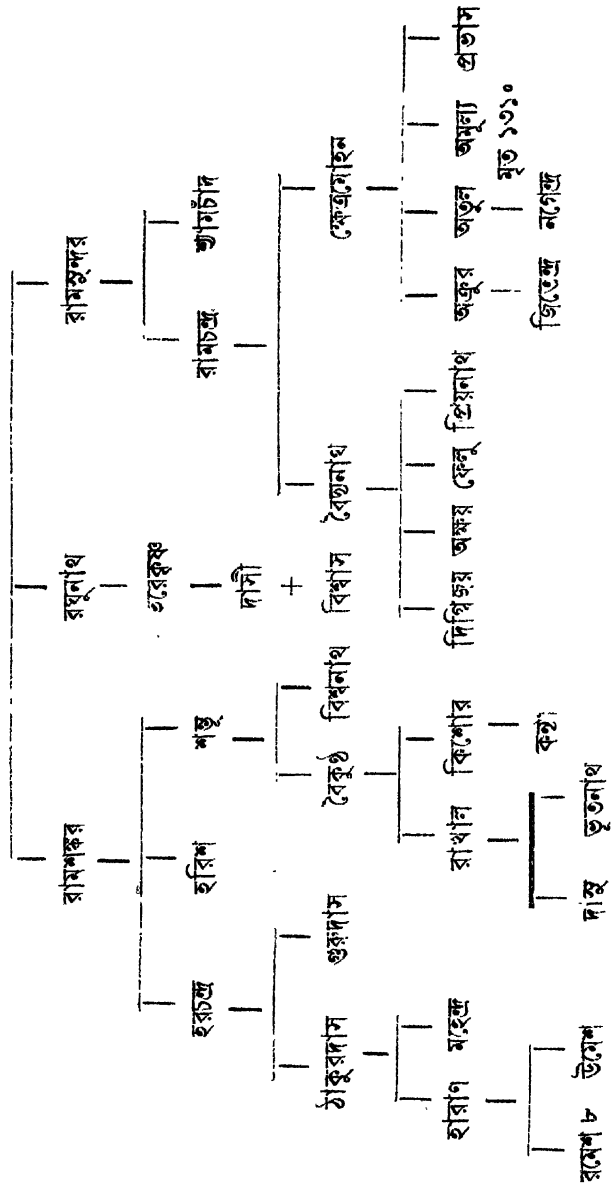 রামশঙ্কর রঘুনাথ রামসুন্দর
হরচন্দ্র হরিশ শম্ভু হরেকৃষ্ণ রামচন্দ্র শ্যামচাঁদ
ঠাকুরদাস গুরুদাস বৈকুণ্ঠ বিশ্বনাথ দাসী + বিশ্বাস বৈদ্যনাথ ক্ষেত্রমোহন
হারাণ মহেন্দ্র রাখাল কিশোর দিগ্বিজয় অক্ষয় ফেলু প্রিয়নাথ অক্রূর অতুল অমূল্য প্রভাস
মৃত ১৩১০
রমেশ ৮ উমেশ দাসু ভূতনাথ কন্যা জিতেন্দ্র নগেন্দ্র